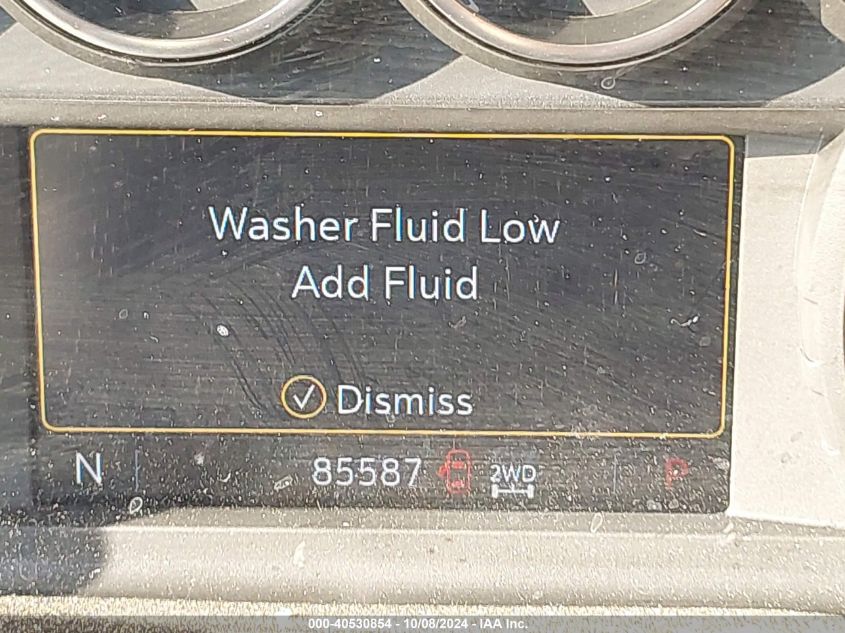 Washer Fluid Low
Add Fluid
Dismiss
N 85587 2WD P
000-40530854 - 10/08/2024 - IAA Inc.